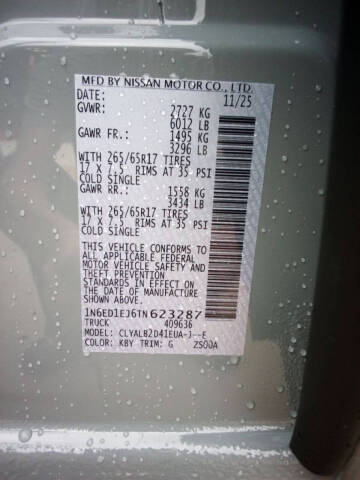 MFD BY NISSAN MOTOR CO., LTD.
DATE: 11/25
GVWR: 2727 KG
6012 LB
GAWR FR.: 1495 KG
3296 LB
WITH 265/65R17 TIRES
17 X 7.5 RIMS AT 35 PSI
COLD SINGLE
GAWR RR.: 1558 KG
3434 LB
WITH 265/65R17 TIRES
17 X 7.5 RIMS AT 35 PSI
COLD SINGLE
THIS VEHICLE CONFORMS TO
ALL APPLICABLE FEDERAL
MOTOR VEHICLE SAFETY AND
THEFT PREVENTION
STANDARDS IN EFFECT ON
THE DATE OF MANUFACTURE
SHOWN ABOVE.
1N6ED1EJ6TN623287
TRUCK 409636
MODEL: CLYALB2D41EUA-J--E
COLOR: KBY TRIM: G ZS00A